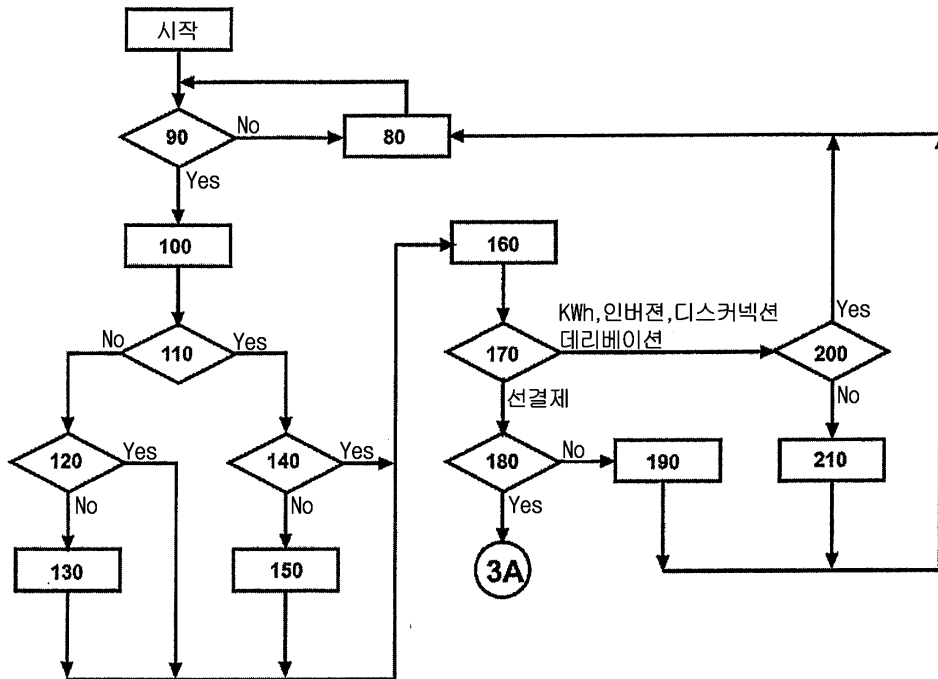 시작
90
No
80
Yes
100
160
No
110
Yes
KWh,인버젼,디스커넥션
데리베이션
170
Yes
200
선결제
No
120
Yes
140
Yes
180
No
190
210
No
No
Yes
130
150
3A